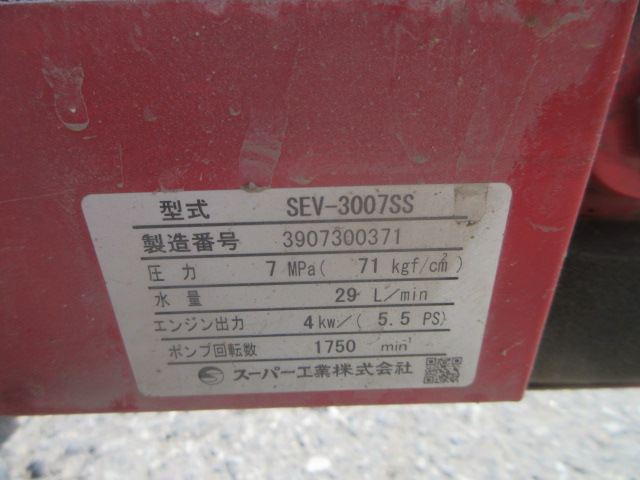 型式 SEV-3007SS
製造番号 3907300371
圧力 7 MPa( 71 kgf/c㎡)
水量 29 L/min
エンジン出力 4kw/( 5.5 PS)
ポンプ回転数 1750 min⁻¹
スーパー工業株式会社